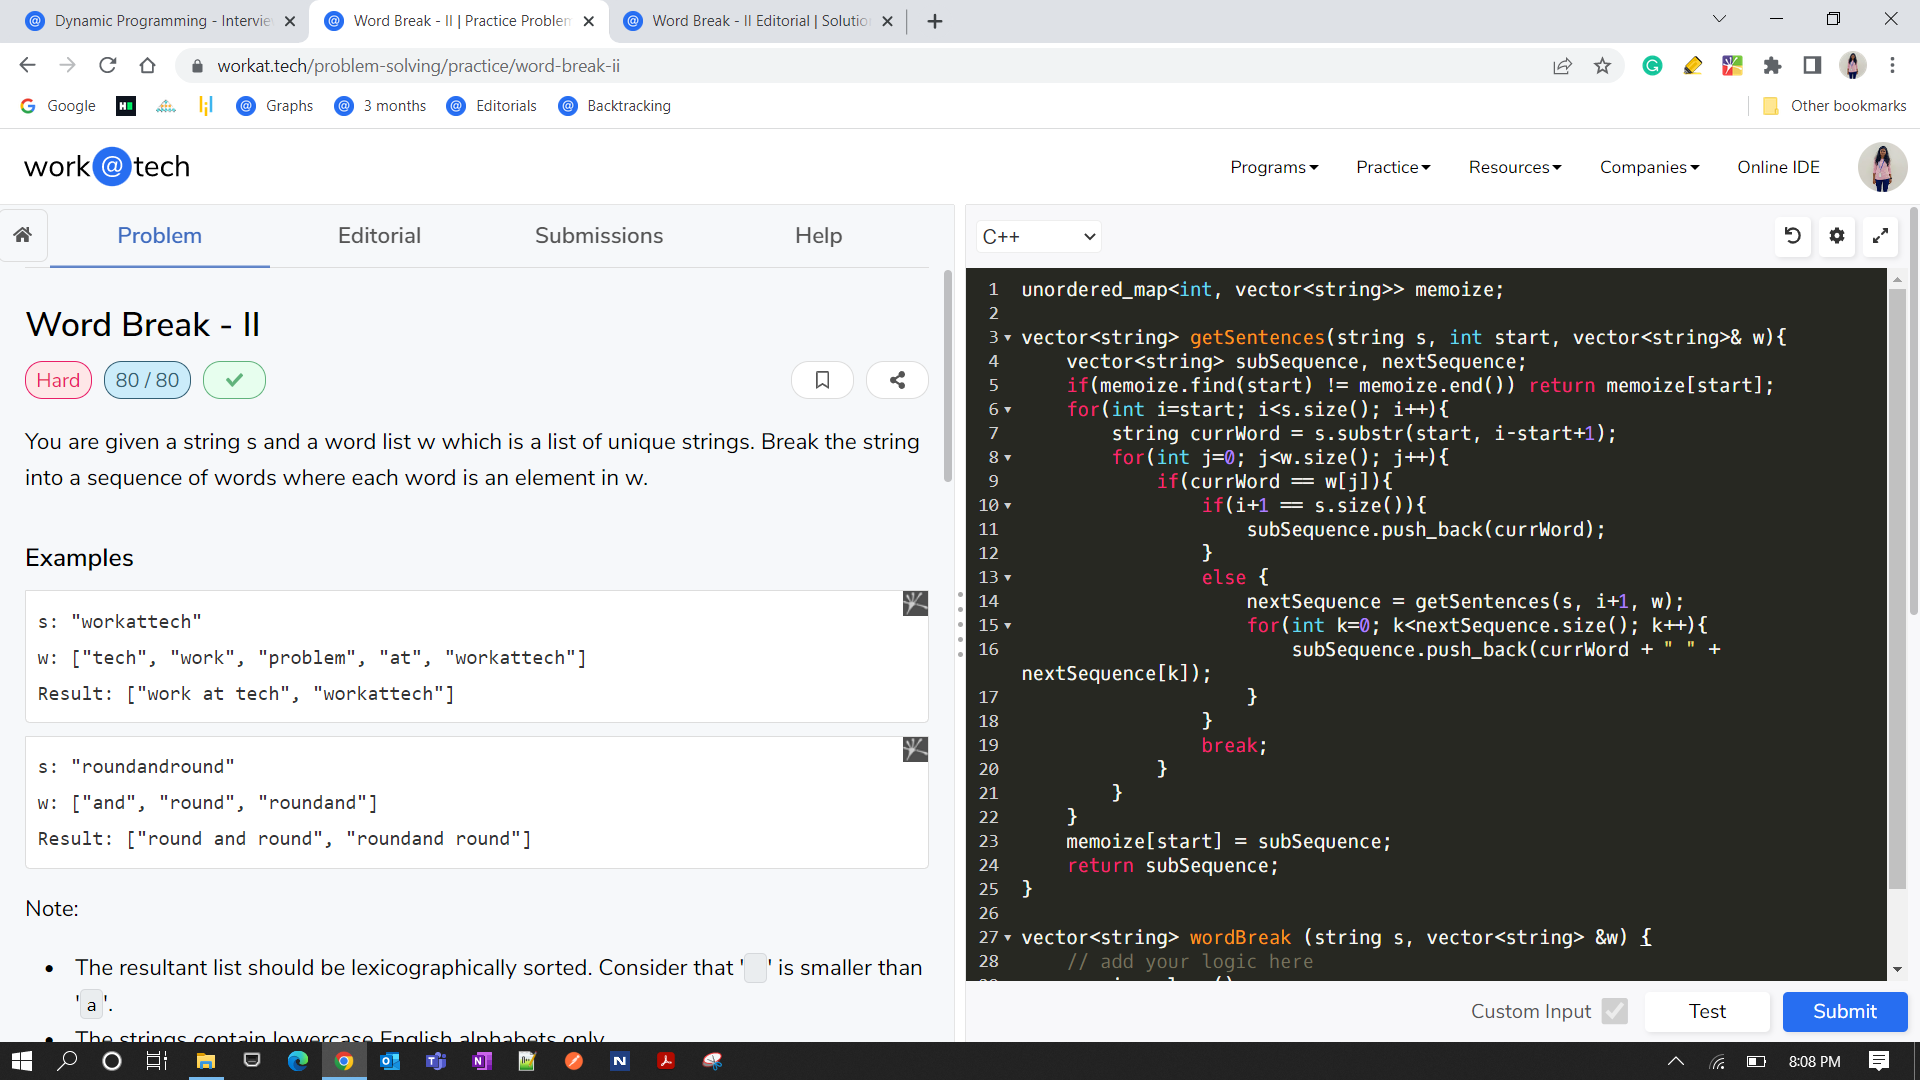 Dynamic Programming - Intervie
Word Break - II | Practice Problem
Word Break - II Editorial | Solutio
workat.tech/problem-solving/practice/word-break-ii
Google
Graphs
3 months
Editorials
Backtracking
Other bookmarks
work@tech
Programs
Practice
Resources
Companies
Online IDE
Problem
Editorial
Submissions
Help
C++
Word Break - II
Hard
80 / 80
You are given a string s and a word list w which is a list of unique strings. Break the string
into a sequence of words where each word is an element in w.
Examples
s: "workattech"
w: ["tech", "work", "problem", "at", "workattech"]
Result: ["work at tech", "workattech"]
s: "roundandround"
w: ["and", "round", "roundand"]
Result: ["round and round", "roundand round"]
Note:
• The resultant list should be lexicographically sorted. Consider that ' ' is smaller than
'a'.
• The strings contain lowercase English alphabets only
1 unordered_map<int, vector<string>> memoize;
2
3 vector<string> getSentences(string s, int start, vector<string>& w){
4     vector<string> subSequence, nextSequence;
5     if(memoize.find(start) != memoize.end()) return memoize[start];
6     for(int i=start; i<s.size(); i++){
7         string currWord = s.substr(start, i-start+1);
8         for(int j=0; j<w.size(); j++){
9             if(currWord == w[j]){
10                 if(i+1 == s.size()){
11                     subSequence.push_back(currWord);
12                 }
13                 else {
14                     nextSequence = getSentences(s, i+1, w);
15                     for(int k=0; k<nextSequence.size(); k++){
16                         subSequence.push_back(currWord + " " +
nextSequence[k]);
17                     }
18                 }
19                 break;
20             }
21         }
22     }
23     memoize[start] = subSequence;
24     return subSequence;
25 }
26
27 vector<string> wordBreak (string s, vector<string> &w) {
28     // add your logic here
Custom Input
Test
Submit
8:08 PM